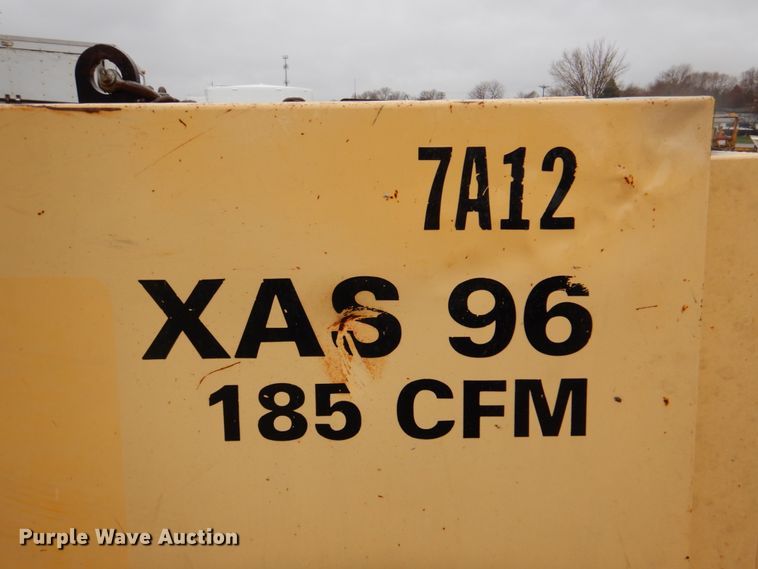 7A12
XAS 96
185 CFM
Purple Wave Auction